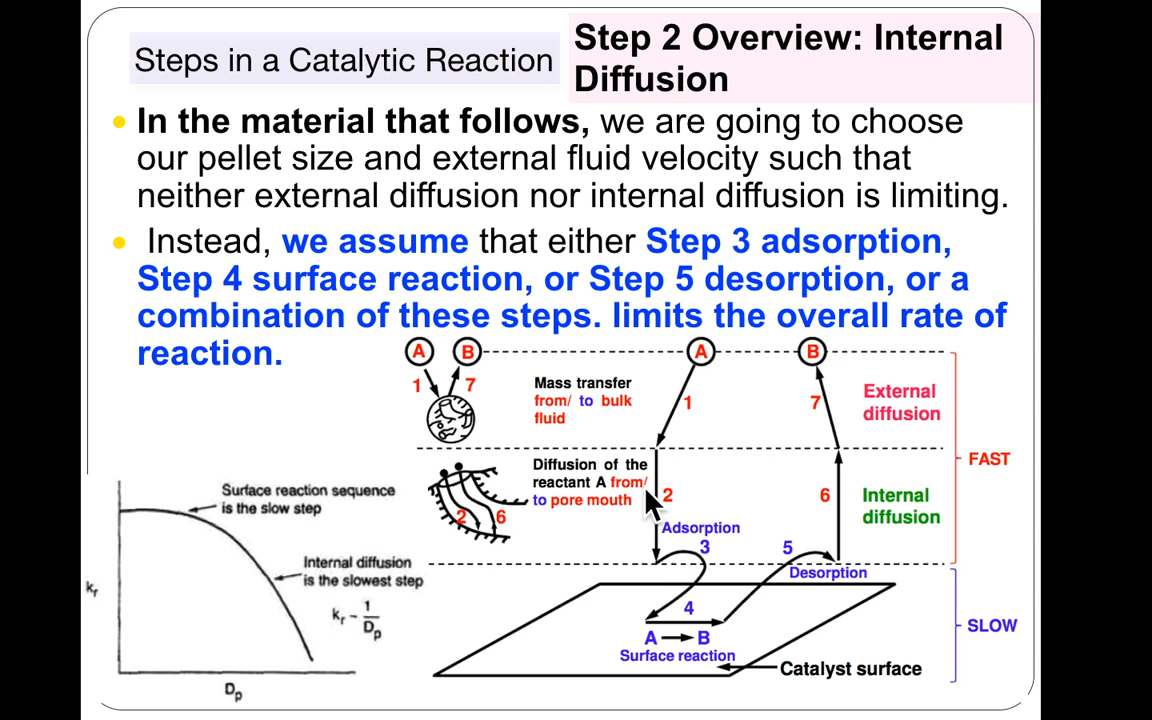 Steps in a Catalytic Reaction
Step 2 Overview: Internal
Diffusion
In the material that follows, we are going to choose
our pellet size and external fluid velocity such that
neither external diffusion nor internal diffusion is limiting.
Instead, we assume that either Step 3 adsorption,
Step 4 surface reaction, or Step 5 desorption, or a
combination of these steps. limits the overall rate of
reaction.
A B
1 7
Mass transfer
from/ to bulk
fluid
A B
1 7
External
diffusion
Diffusion of the
reactant A from/
to pore mouth
2 6
2 6
Internal
diffusion
FAST
Adsorption
3
5
Desorption
4
A B
Surface reaction
Catalyst surface
SLOW
Surface reaction sequence
is the slow step
Internal diffusion
is the slowest step
kr ~ 1/Dp
kr
Dp